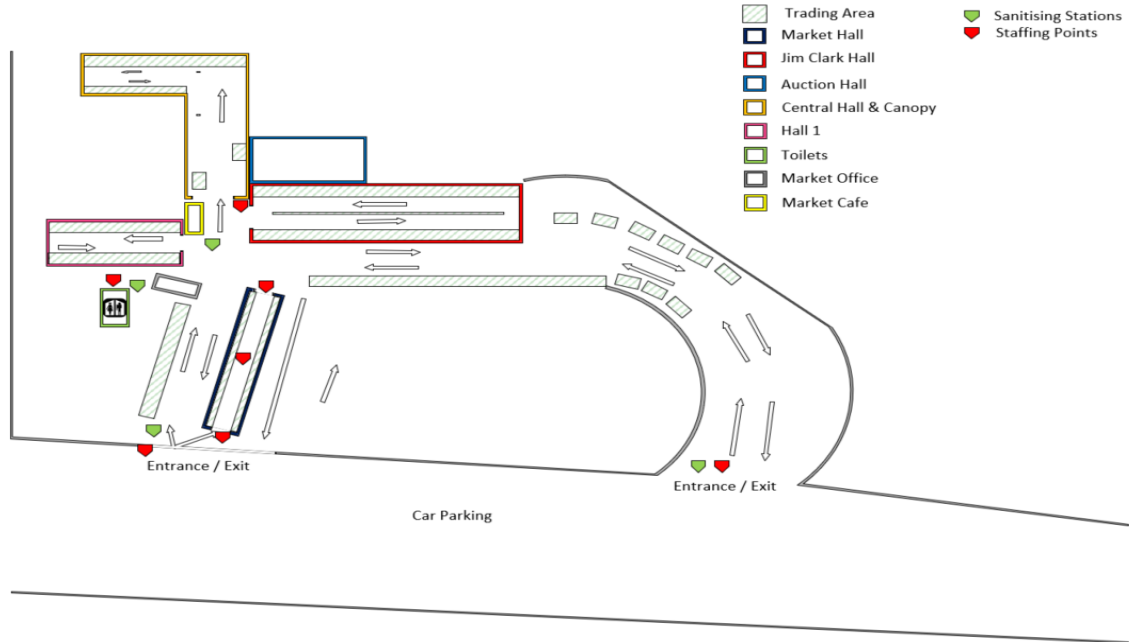 Trading Area
Market Hall
Jim Clark Hall
Auction Hall
Central Hall & Canopy
Hall 1
Toilets
Market Office
Market Cafe
Sanitising Stations
Staffing Points
Entrance / Exit
Entrance / Exit
Car Parking